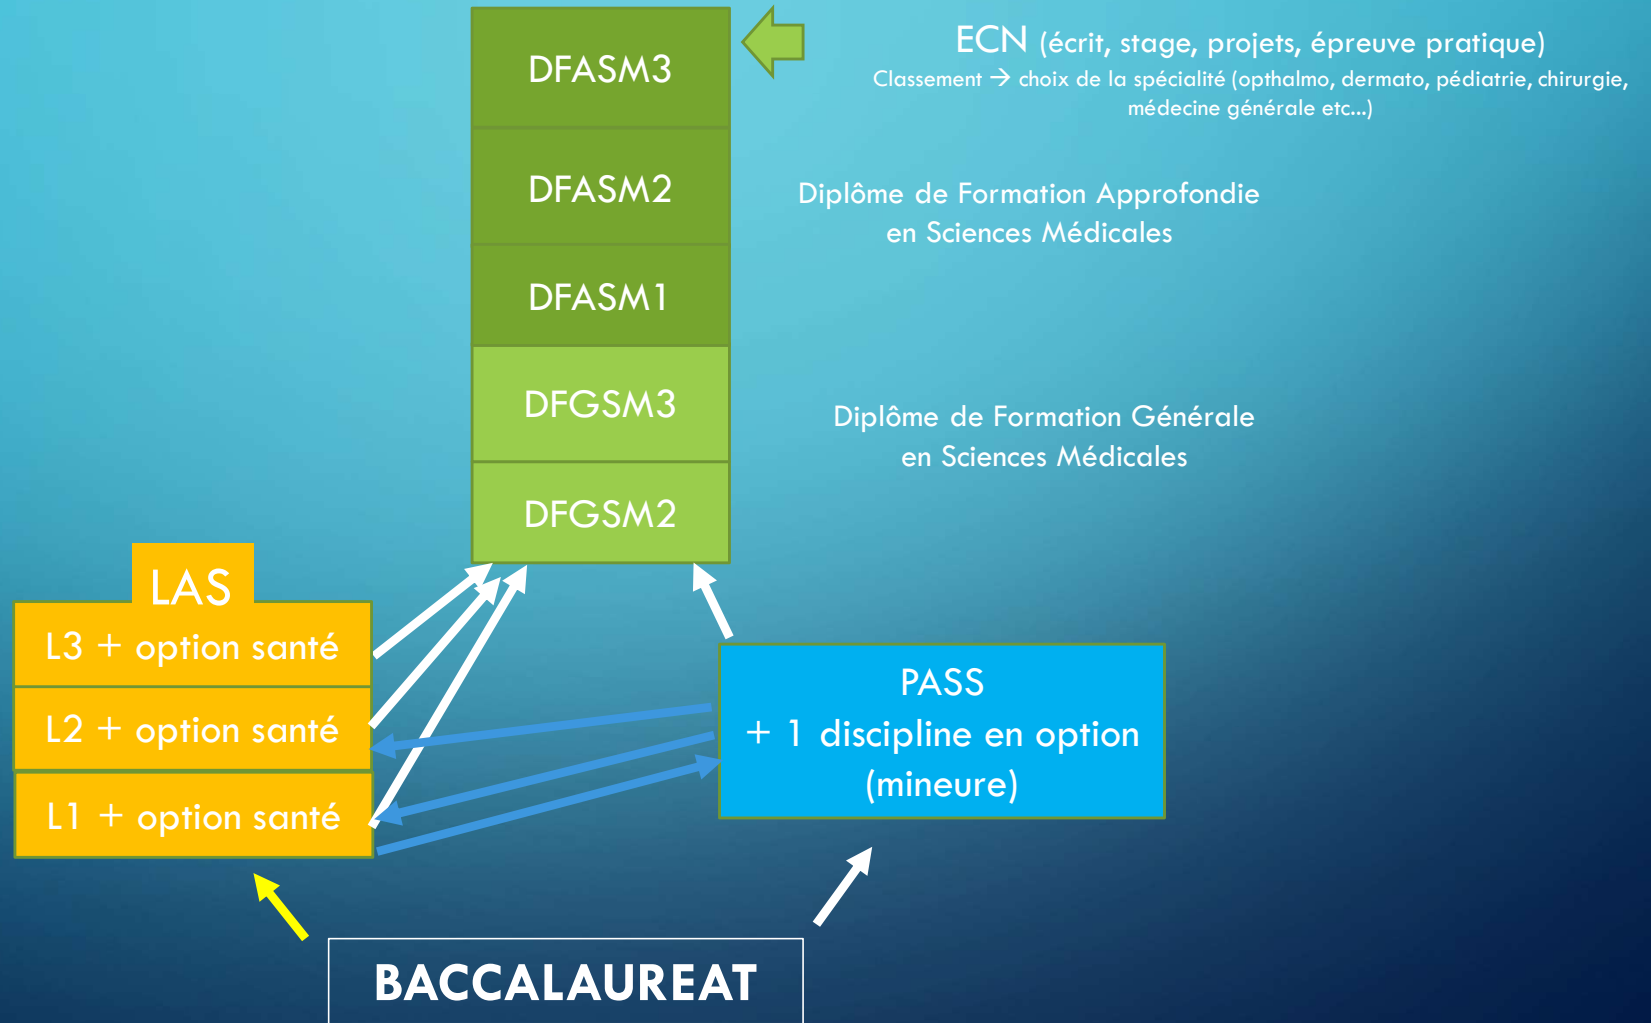 DFASM3
ECN (écrit, stage, projets, épreuve pratique)
Classement → choix de la spécialité (opthalmo, dermato, pédiatrie, chirurgie,
médecine générale etc...)
DFASM2
Diplôme de Formation Approfondie
en Sciences Médicales
DFASM1
DFGSM3
Diplôme de Formation Générale
en Sciences Médicales
DFGSM2
LAS
L3 + option santé
L2 + option santé
L1 + option santé
PASS
+ 1 discipline en option
(mineure)
BACCALAUREAT